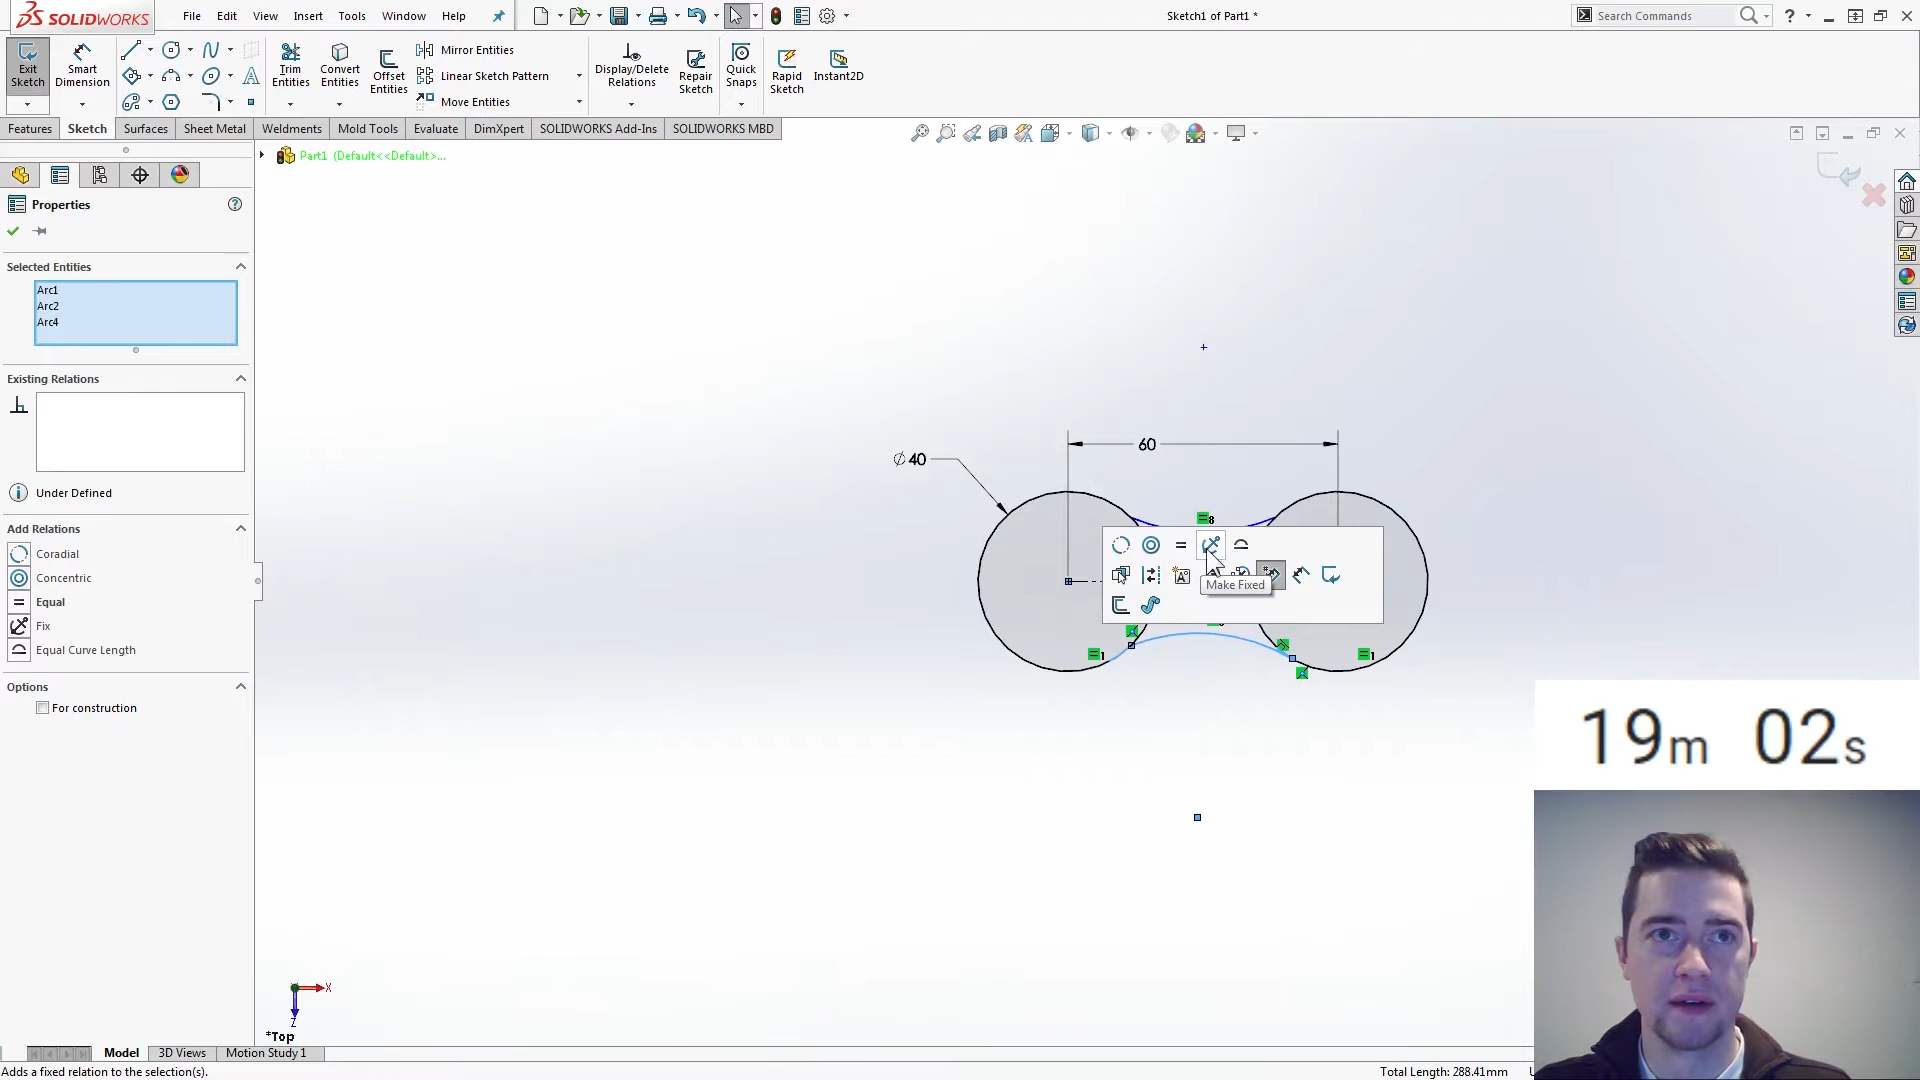 SOLIDWORKS
File Edit View Insert Tools Window Help
Sketch1 of Part1 *
Search Commands
Exit Sketch
Smart Dimension
Trim Entities
Convert Entities
Offset Entities
Mirror Entities
Linear Sketch Pattern
Move Entities
Display/Delete Relations
Repair Sketch
Quick Snaps
Rapid Sketch
Instant2D
Features Sketch Surfaces Sheet Metal Weldments Mold Tools Evaluate DimXpert SOLIDWORKS Add-Ins SOLIDWORKS MBD
Part1 (Default<<Default>...
Properties
Selected Entities
Arc1
Arc2
Arc4
Existing Relations
Under Defined
Add Relations
Coradial
Concentric
Equal
Fix
Equal Curve Length
Options
For construction
60
∅40
8
Make Fixed
1
1
19m 02s
X
Z
*Top
Model 3D Views Motion Study 1
Adds a fixed relation to the selection(s).
Total Length: 288.41mm